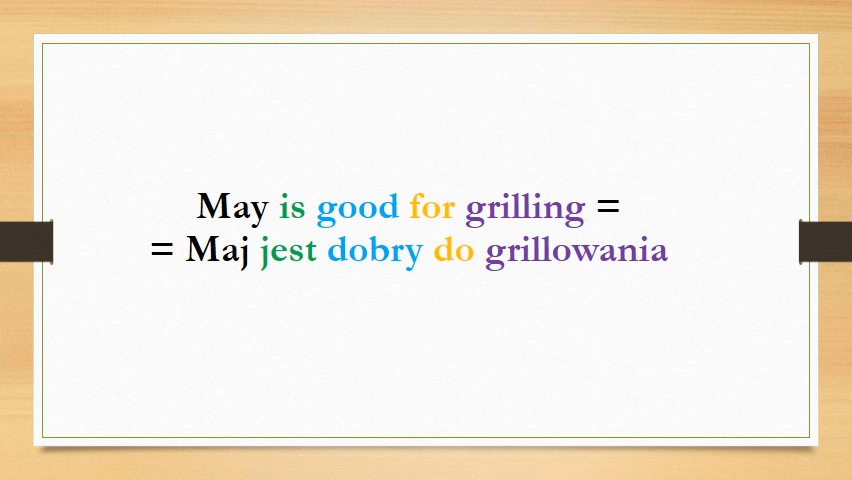 May is good for grilling =
= Maj jest dobry do grillowania